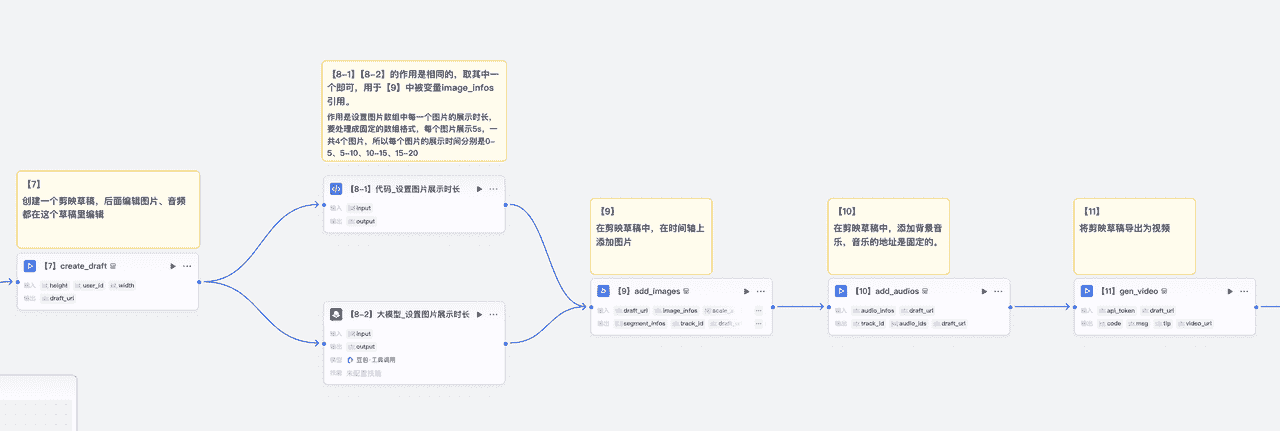 【8-1】【8-2】的作用是相同的，取其中一
个即可，用于【9】中被变量image_infos
引用。
作用是设置图片数组中每一个图片的展示时长，
要处理成固定的数组格式，每个图片展示5s，一
共4个图片，所以每个图片的展示时间分别是0-
5、5-10、10-15、15-20
【7】
创建一个剪映草稿，后面编辑图片、音频
都在这个草稿里编辑
【7】create_draft
输入 height user_id width
输出 draft_url
【8-1】代码_设置图片展示时长
输入 input
输出 output
【8-2】大模型_设置图片展示时长
输入 input
输出 output
模型 豆包·工具调用
技能 未配置技能
【9】
在剪映草稿中，在时间轴上
添加图片
【9】add_images
输入 draft_url image_infos
输出 segment_infos track_id
【10】
在剪映草稿中，添加背景音
乐，音乐的地址是固定的。
【10】add_audios
输入 audio_infos draft_url
输出 track_id audio_ids draft_url
【11】
将剪映草稿导出为视频
【11】gen_video
输入 api_token draft_url
输出 code msg tip video_url